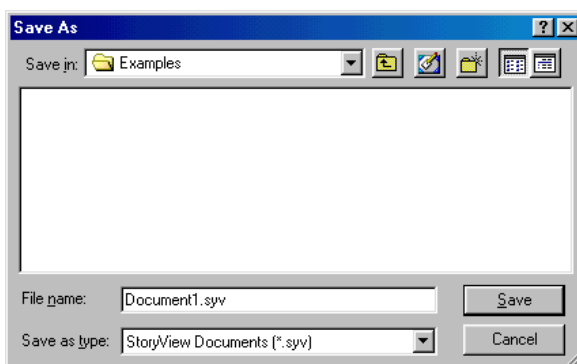 Save As
Save in: Examples
File name: Document1.syv Save
Save as type: StoryView Documents (*.syv) Cancel